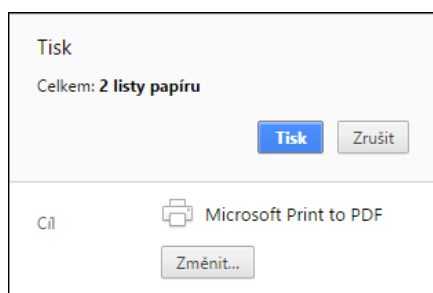 Tisk
Celkem: 2 listy papíru
Tisk Zrušit
Cíl Microsoft Print to PDF
Změnit...